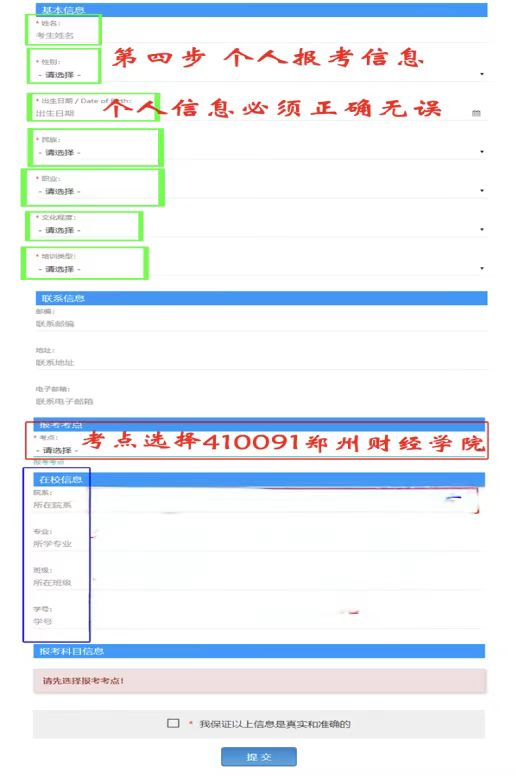 基本信息
* 姓名:
考生姓名
第四步 个人报考信息
* 性别:
- 请选择 -
* 出生日期 / Date of Birth:
个人信息必须正确无误
出生日期
* 民族:
- 请选择 -
* 职业:
- 请选择 -
* 文化程度:
- 请选择 -
* 培训类型:
- 请选择 -
联系信息
邮编:
联系邮编
地址:
联系地址
电子邮箱:
联系电子邮箱
报考考点
* 考点:
考点选择410091郑州财经学院
- 请选择 -
报考考点
在校信息
院系:
所在院系
专业:
所学专业
班级:
所在班级
学号:
学号
报考科目信息
请先选择报考考点!
* 我保证以上信息是真实和准确的
提 交